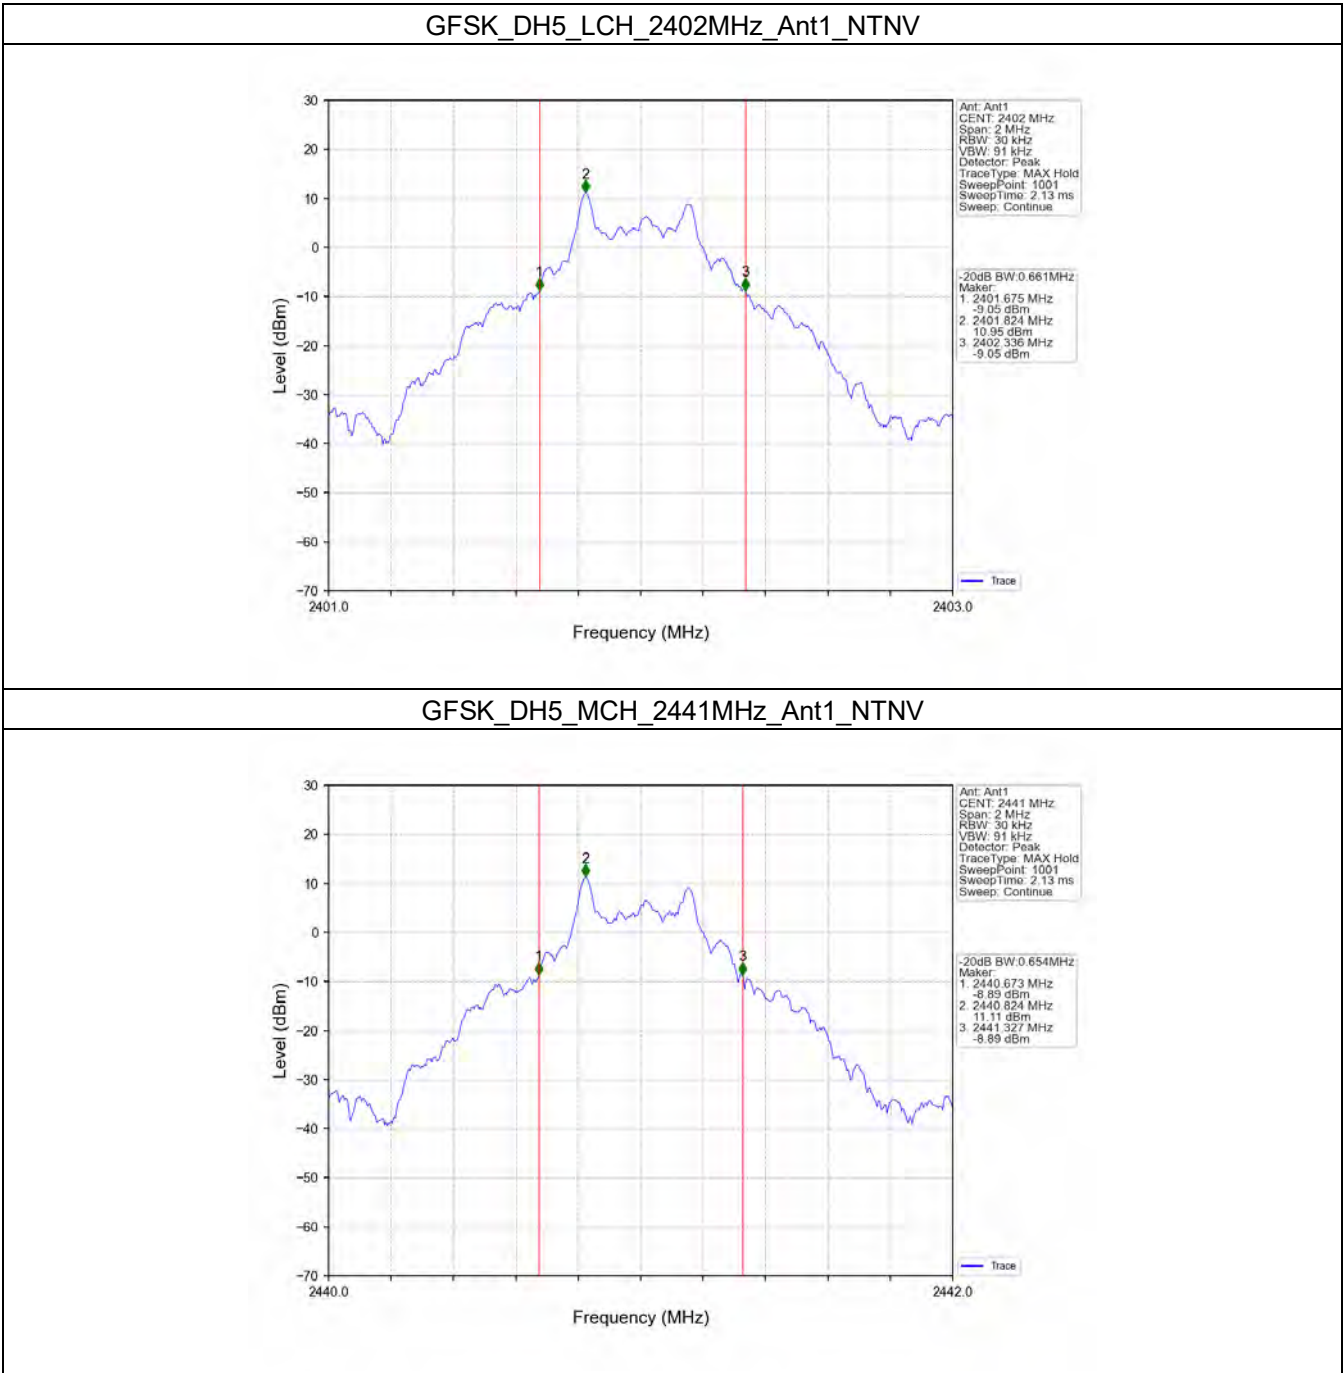 GFSK_DH5_LCH_2402MHz_Ant1_NTNV
30
20
10
0
−10
−20
−30
−40
−50
−60
−70
Level (dBm)
2401.0
2403.0
Frequency (MHz)
1
2
3
Ant: Ant1
CENT: 2402 MHz
Span: 2 MHz
RBW: 30 kHz
VBW: 91 kHz
Detector: Peak
TraceType: MAX Hold
SweepPoint: 1001
SweepTime: 2.13 ms
Sweep: Continue
-20dB BW:0.661MHz
Maker:
1. 2401.675 MHz
-9.05 dBm
2. 2401.824 MHz
10.95 dBm
3. 2402.336 MHz
-9.05 dBm
Trace
GFSK_DH5_MCH_2441MHz_Ant1_NTNV
30
20
10
0
−10
−20
−30
−40
−50
−60
−70
Level (dBm)
2440.0
2442.0
Frequency (MHz)
1
2
3
Ant: Ant1
CENT: 2441 MHz
Span: 2 MHz
RBW: 30 kHz
VBW: 91 kHz
Detector: Peak
TraceType: MAX Hold
SweepPoint: 1001
SweepTime: 2.13 ms
Sweep: Continue
-20dB BW:0.654MHz
Maker:
1. 2440.673 MHz
-8.89 dBm
2. 2440.824 MHz
11.11 dBm
3. 2441.327 MHz
-8.89 dBm
Trace